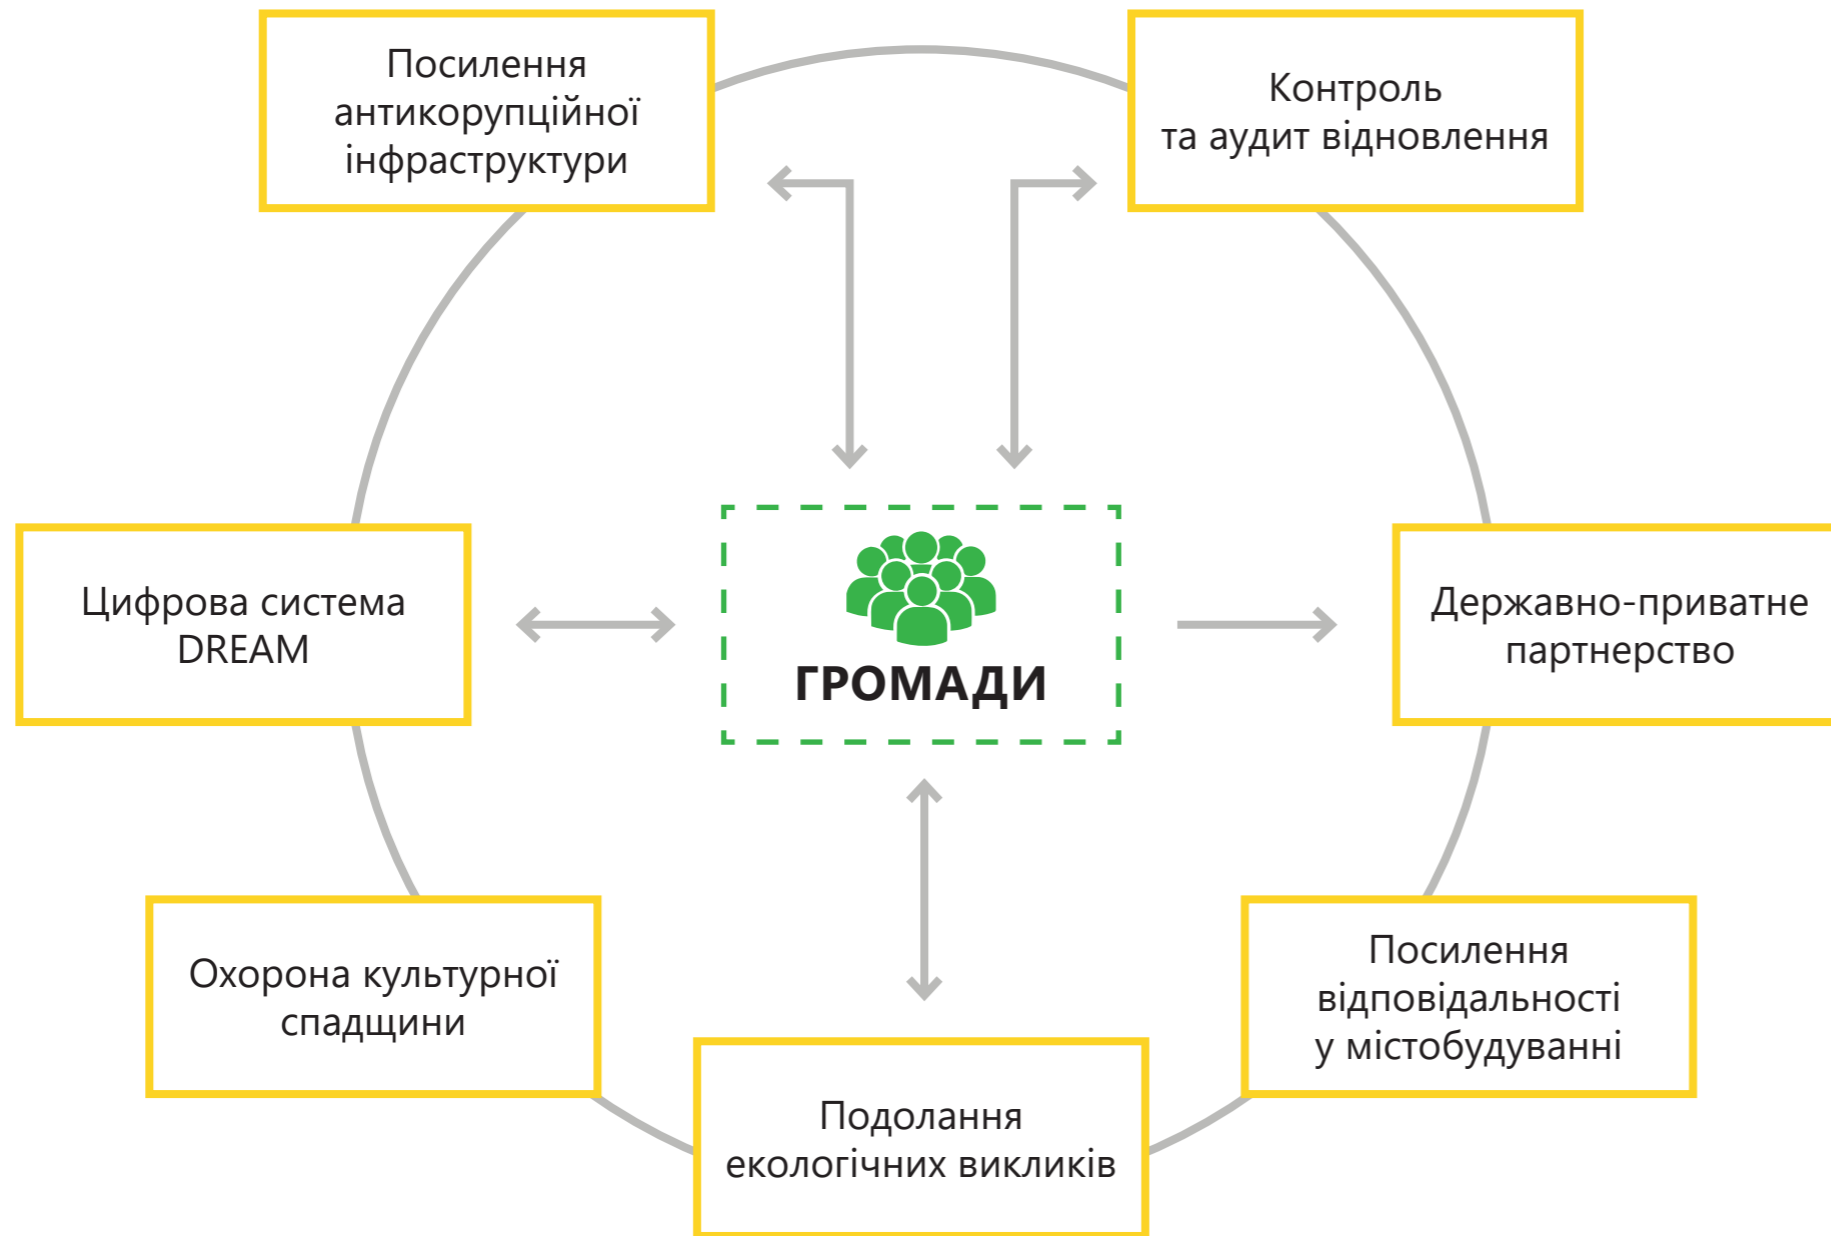 Посилення
антикорупційної
інфраструктури
Контроль
та аудит відновлення
Цифрова система
DREAM
ГРОМАДИ
Державно-приватне
партнерство
Охорона культурної
спадщини
Посилення
відповідальності
у містобудуванні
Подолання
екологічних викликів